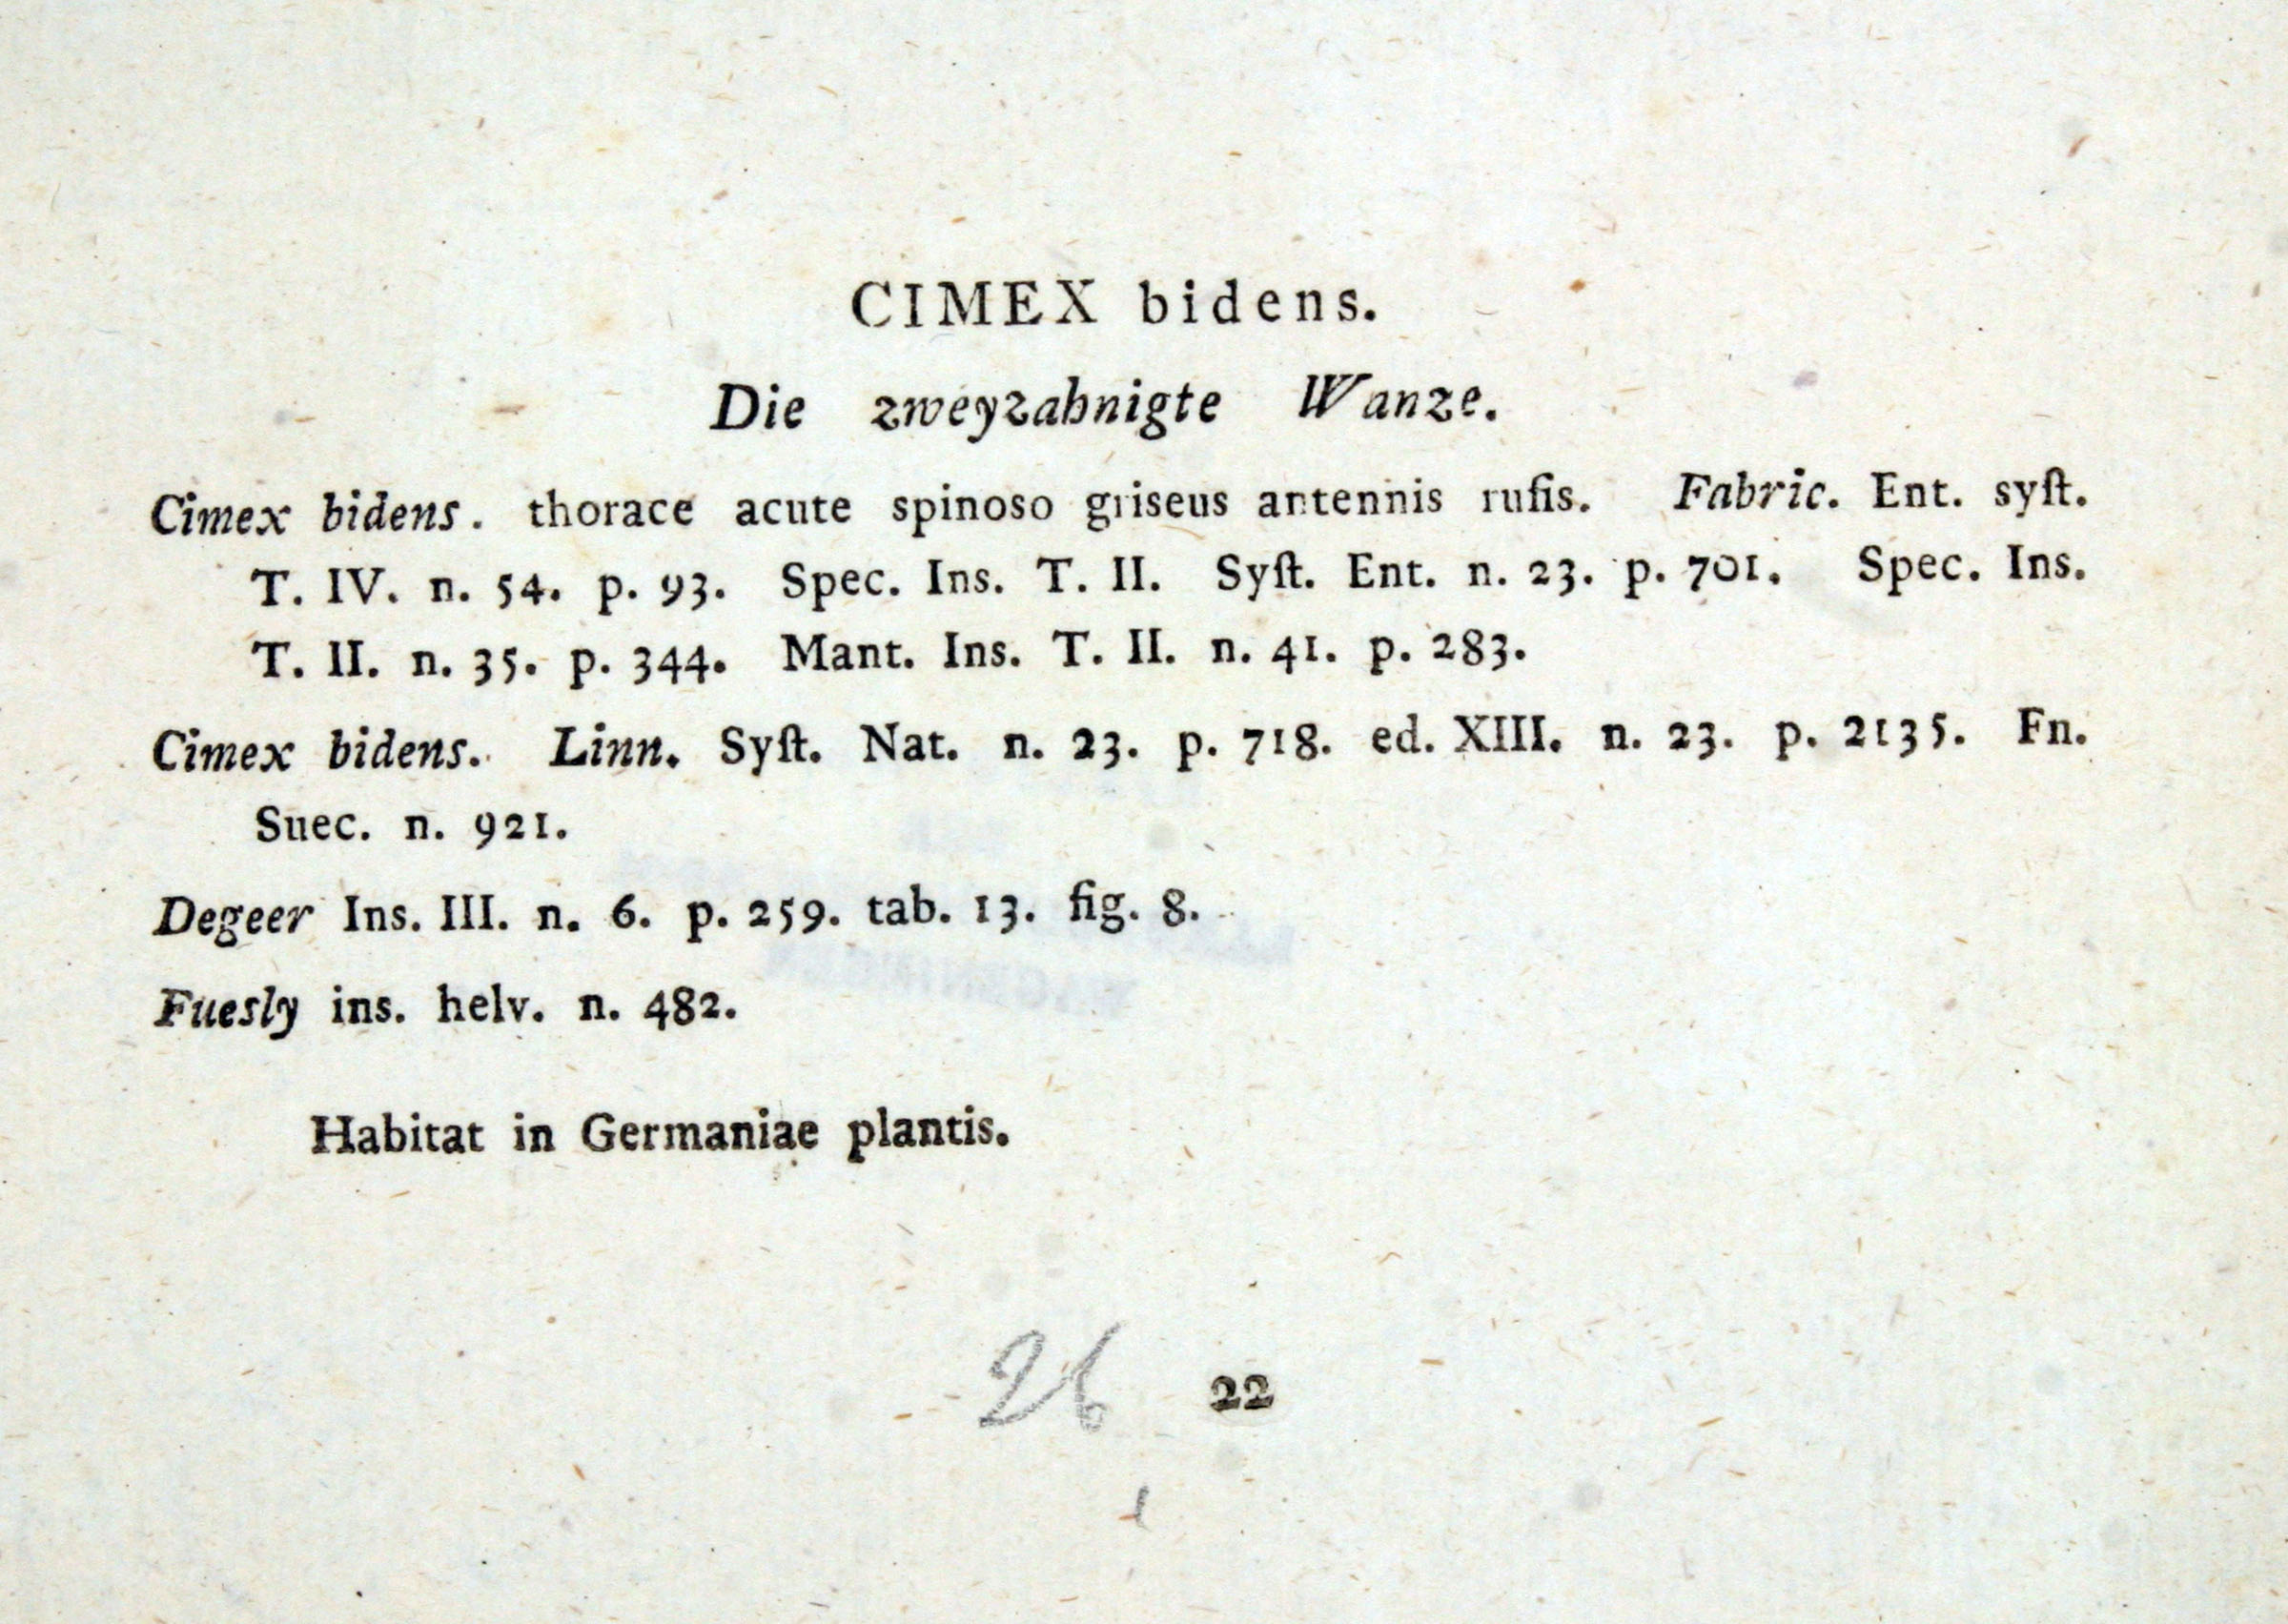 CIMEX bidens.
Die zweyzahnigte Wanze.
Cimex bidens. thorace acute spinoso griseus antennis rufis. Fabric. Ent. syſt.
T. IV. n. 54. p. 93. Spec. Ins. T. II. Syſt. Ent. n. 23. p. 701. Spec. Ins.
T. II. n. 35. p. 344. Mant. Ins. T. II. n. 41. p. 283.
Cimex bidens. Linn. Syſt. Nat. n. 23. p. 718. ed. XIII. n. 23. p. 2135. Fn.
Suec. n. 921.
Degeer Ins. III. n. 6. p. 259. tab. 13. fig. 8.
Fuesly ins. helv. n. 482.
Habitat in Germaniae plantis.
26 22